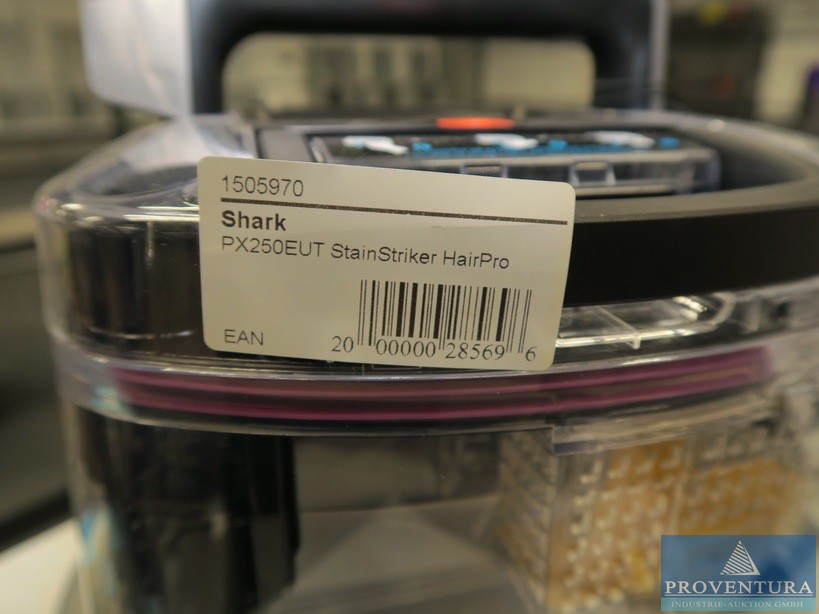 1505970
Shark
PX250EUT StainStriker HairPro
EAN
20 00000 28569 6
PROVENTURA
INDUSTRIE-AUKTION GMBH